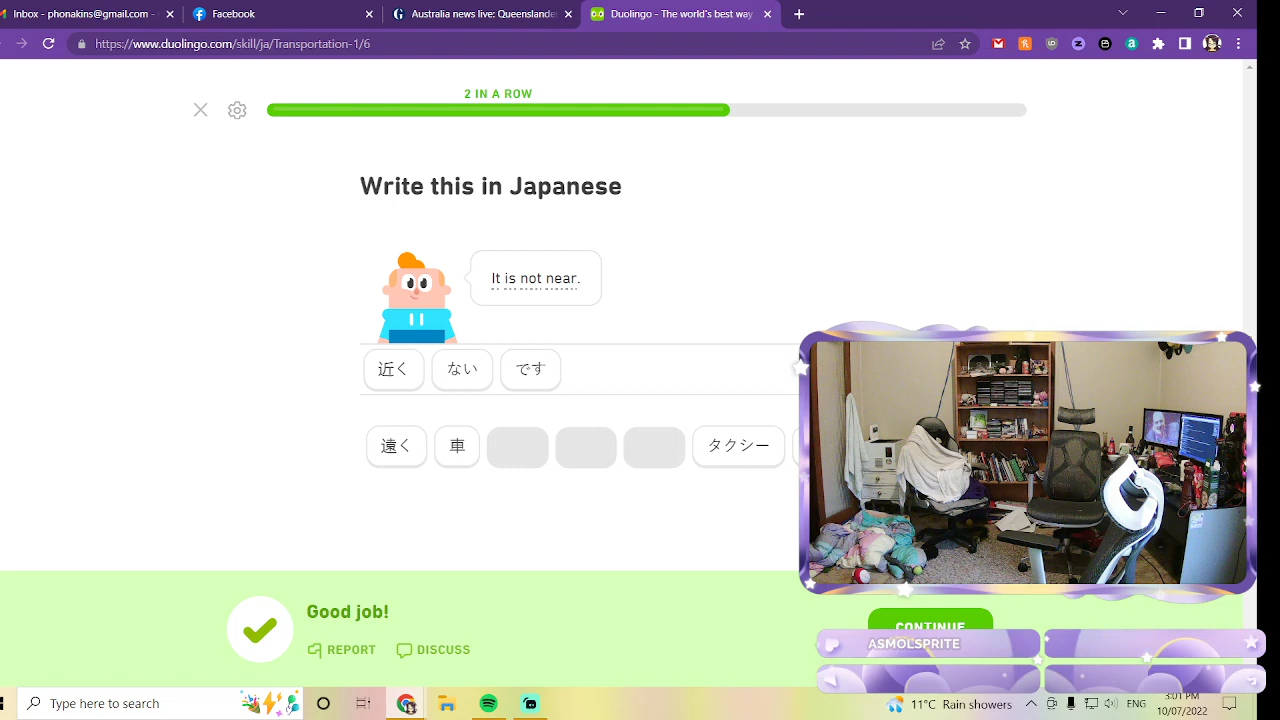 Inbox - phonakins@gmail.com
Facebook
Australia news live: Queenslander
Duolingo - The world's best way
https://www.duolingo.com/skill/ja/Transportation-1/6
2 IN A ROW
Write this in Japanese
It is not near.
近く ない です
遠く 車 タクシー
Good job!
REPORT DISCUSS
CONTINUE
ASMOLSPRITE
Type here to search
11°C Rain showers ENG 3:01 PM
10/07/2022